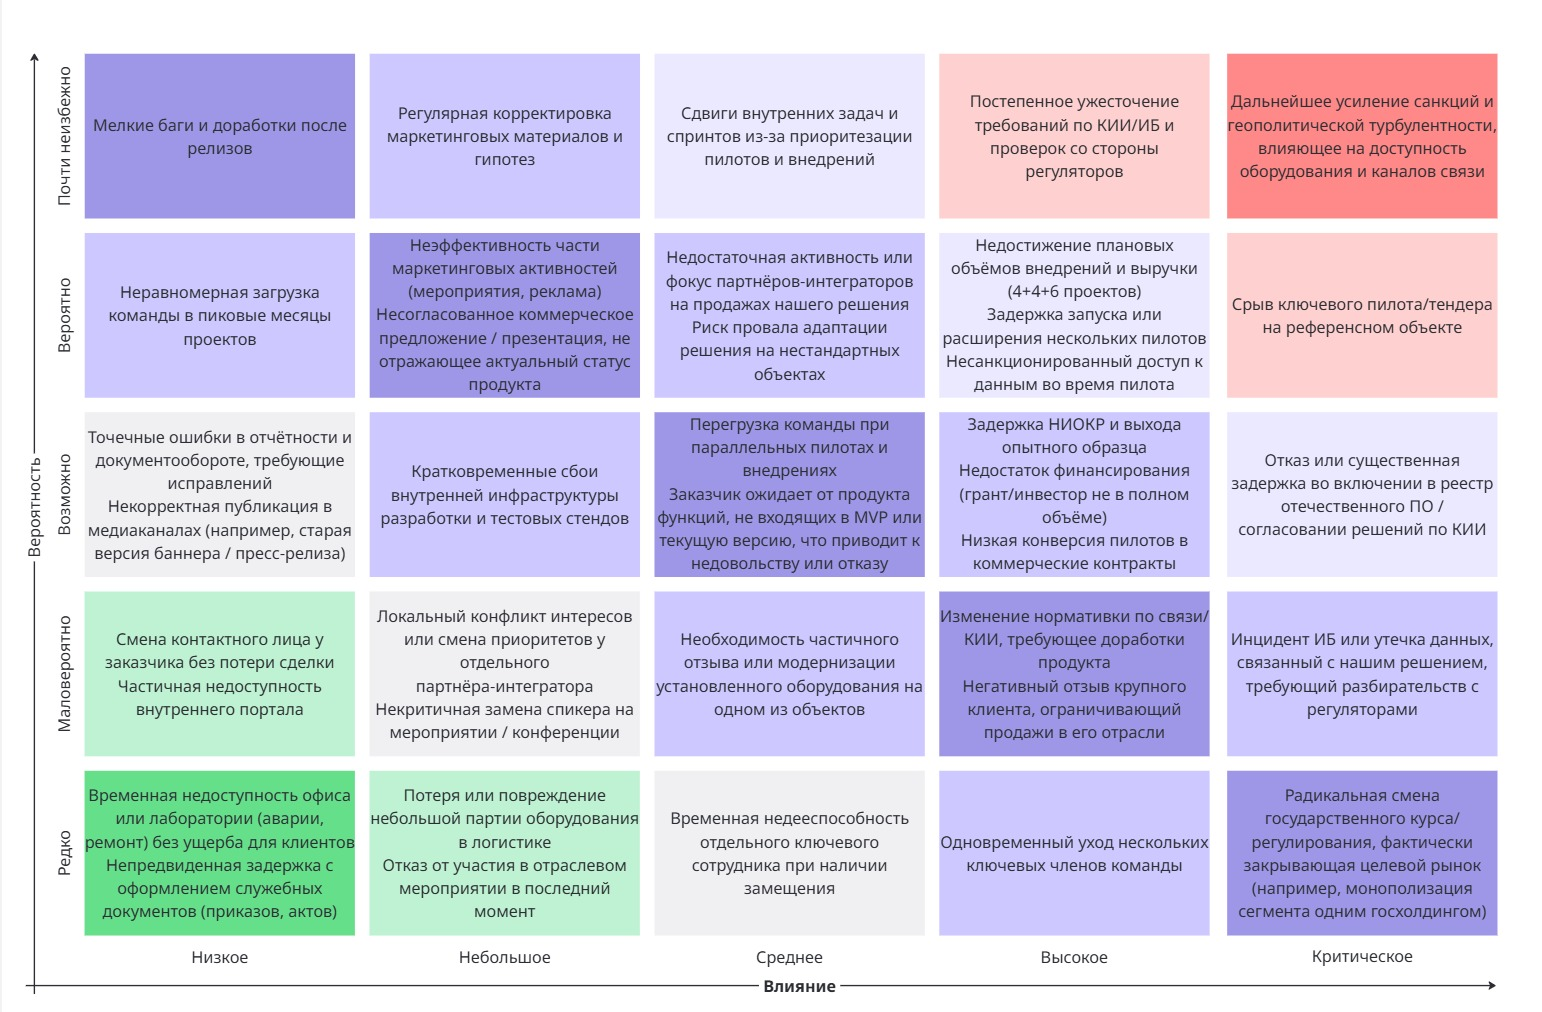 Почти неизбежно
Мелкие баги и доработки после
релизов
Регулярная корректировка
маркетинговых материалов и
гипотез
Сдвиги внутренних задач и
спринтов из-за приоритезации
пилотов и внедрений
Постепенное ужесточение
требований по КИИ/ИБ и
проверок со стороны
регуляторов
Дальнейшее усиление санкций и
геополитической турбулентности,
влияющее на доступность
оборудования и каналов связи
Вероятно
Неравномерная загрузка
команды в пиковые месяцы
проектов
Неэффективность части
маркетинговых активностей
(мероприятия, реклама)
Несогласованное коммерческое
предложение / презентация, не
отражающее актуальный статус
продукта
Недостаточная активность или
фокус партнёров-интеграторов
на продажах нашего решения
Риск провала адаптации
решения на нестандартных
объектах
Недостижение плановых
объёмов внедрений и выручки
(4+4+6 проектов)
Задержка запуска или
расширения нескольких пилотов
Несанкционированный доступ к
данным во время пилота
Срыв ключевого пилота/тендера
на референсном объекте
Вероятность
Возможно
Точечные ошибки в отчётности и
документообороте, требующие
исправлений
Некорректная публикация в
медиаканалах (например, старая
версия баннера / пресс-релиза)
Кратковременные сбои
внутренней инфраструктуры
разработки и тестовых стендов
Перегрузка команды при
параллельных пилотах и
внедрениях
Заказчик ожидает от продукта
функций, не входящих в MVP или
текущую версию, что приводит к
недовольству или отказу
Задержка НИОКР и выхода
опытного образца
Недостаток финансирования
(грант/инвестор не в полном
объёме)
Низкая конверсия пилотов в
коммерческие контракты
Отказ или существенная
задержка во включении в реестр
отечественного ПО /
согласовании решений по КИИ
Маловероятно
Смена контактного лица у
заказчика без потери сделки
Частичная недоступность
внутреннего портала
Локальный конфликт интересов
или смена приоритетов у
отдельного
партнёра-интегратора
Некритичная замена спикера на
мероприятии / конференции
Необходимость частичного
отзыва или модернизации
установленного оборудования на
одном из объектов
Изменение нормативки по связи/
КИИ, требующее доработки
продукта
Негативный отзыв крупного
клиента, ограничивающий
продажи в его отрасли
Инцидент ИБ или утечка данных,
связанный с нашим решением,
требующий разбирательств с
регуляторами
Редко
Временная недоступность офиса
или лаборатории (аварии,
ремонт) без ущерба для клиентов
Непредвиденная задержка с
оформлением служебных
документов (приказов, актов)
Потеря или повреждение
небольшой партии оборудования
в логистике
Отказ от участия в отраслевом
мероприятии в последний
момент
Временная недееспособность
отдельного ключевого
сотрудника при наличии
замещения
Одновременный уход нескольких
ключевых членов команды
Радикальная смена
государственного курса/
регулирования, фактически
закрывающая целевой рынок
(например, монополизация
сегмента одним госхолдингом)
Низкое
Небольшое
Среднее
Высокое
Критическое
Влияние